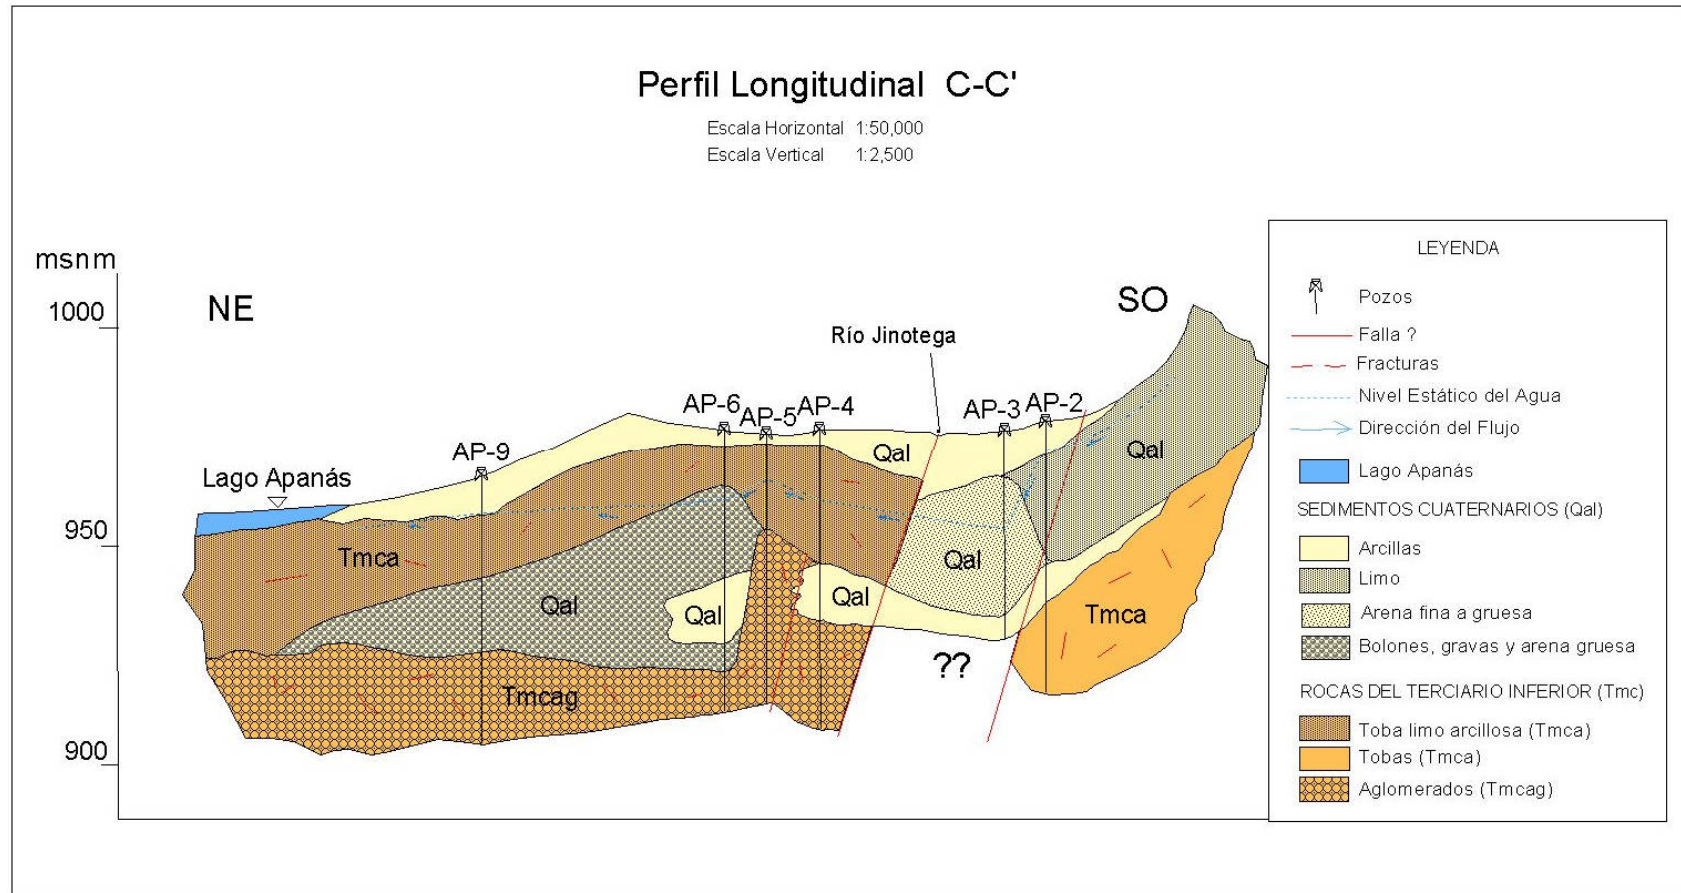 Perfil Longitudinal C-C'
Escala Horizontal 1:50,000
Escala Vertical 1:2,500
msnm
1000
950
900
NE
SO
Río Jinotega
AP-6
AP-5
AP-4
AP-3
AP-2
AP-9
Lago Apanás
Qal
Qal
Tmca
Qal
Qal
Qal
Qal
Tmca
??
Tmcag
LEYENDA
Pozos
Falla ?
Fracturas
Nivel Estático del Agua
Dirección del Flujo
Lago Apanás
SEDIMENTOS CUATERNARIOS (Qal)
Arcillas
Limo
Arena fina a gruesa
Bolones, gravas y arena gruesa
ROCAS DEL TERCIARIO INFERIOR (Tmc)
Toba limo arcillosa (Tmca)
Tobas (Tmca)
Aglomerados (Tmcag)